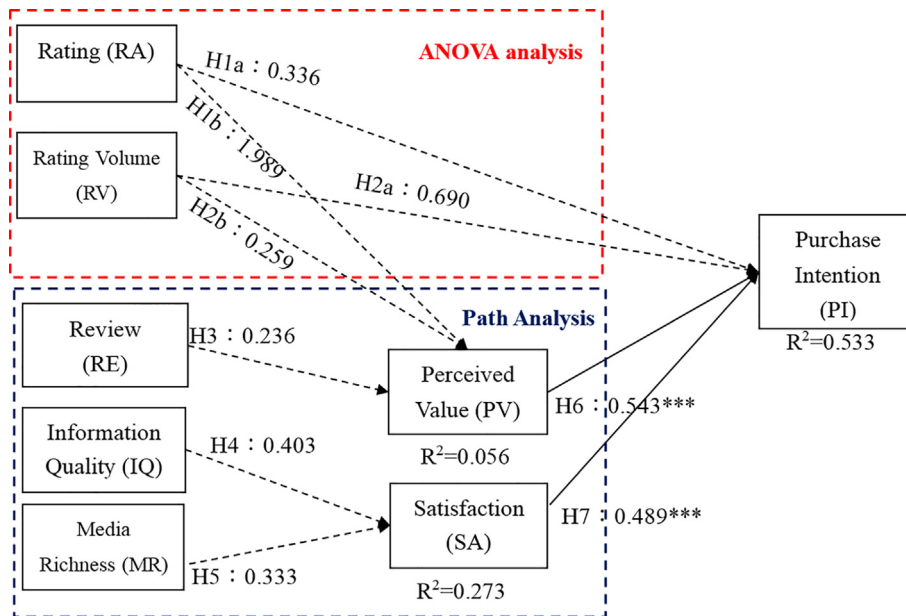 Rating (RA)
ANOVA analysis
H1a：0.336
H1b：1.989
Rating Volume
(RV)
H2a：0.690
H2b：0.259
Purchase
Intention
(PI)
R²=0.533
Path Analysis
Review
(RE)
H3：0.236
Perceived
Value (PV)
R²=0.056
H6：0.543***
Information
Quality (IQ)
H4：0.403
Satisfaction
(SA)
R²=0.273
H7：0.489***
Media
Richness (MR)
H5：0.333